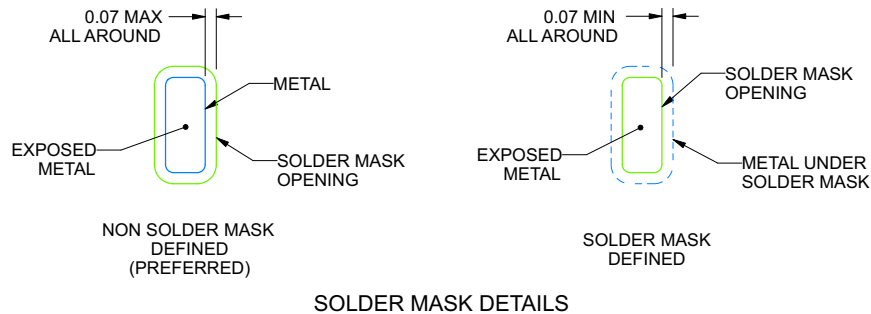 0.07 MAX
ALL AROUND
METAL
EXPOSED
METAL
SOLDER MASK
OPENING
NON SOLDER MASK
DEFINED
(PREFERRED)
0.07 MIN
ALL AROUND
SOLDER MASK
OPENING
EXPOSED
METAL
METAL UNDER
SOLDER MASK
SOLDER MASK
DEFINED
SOLDER MASK DETAILS